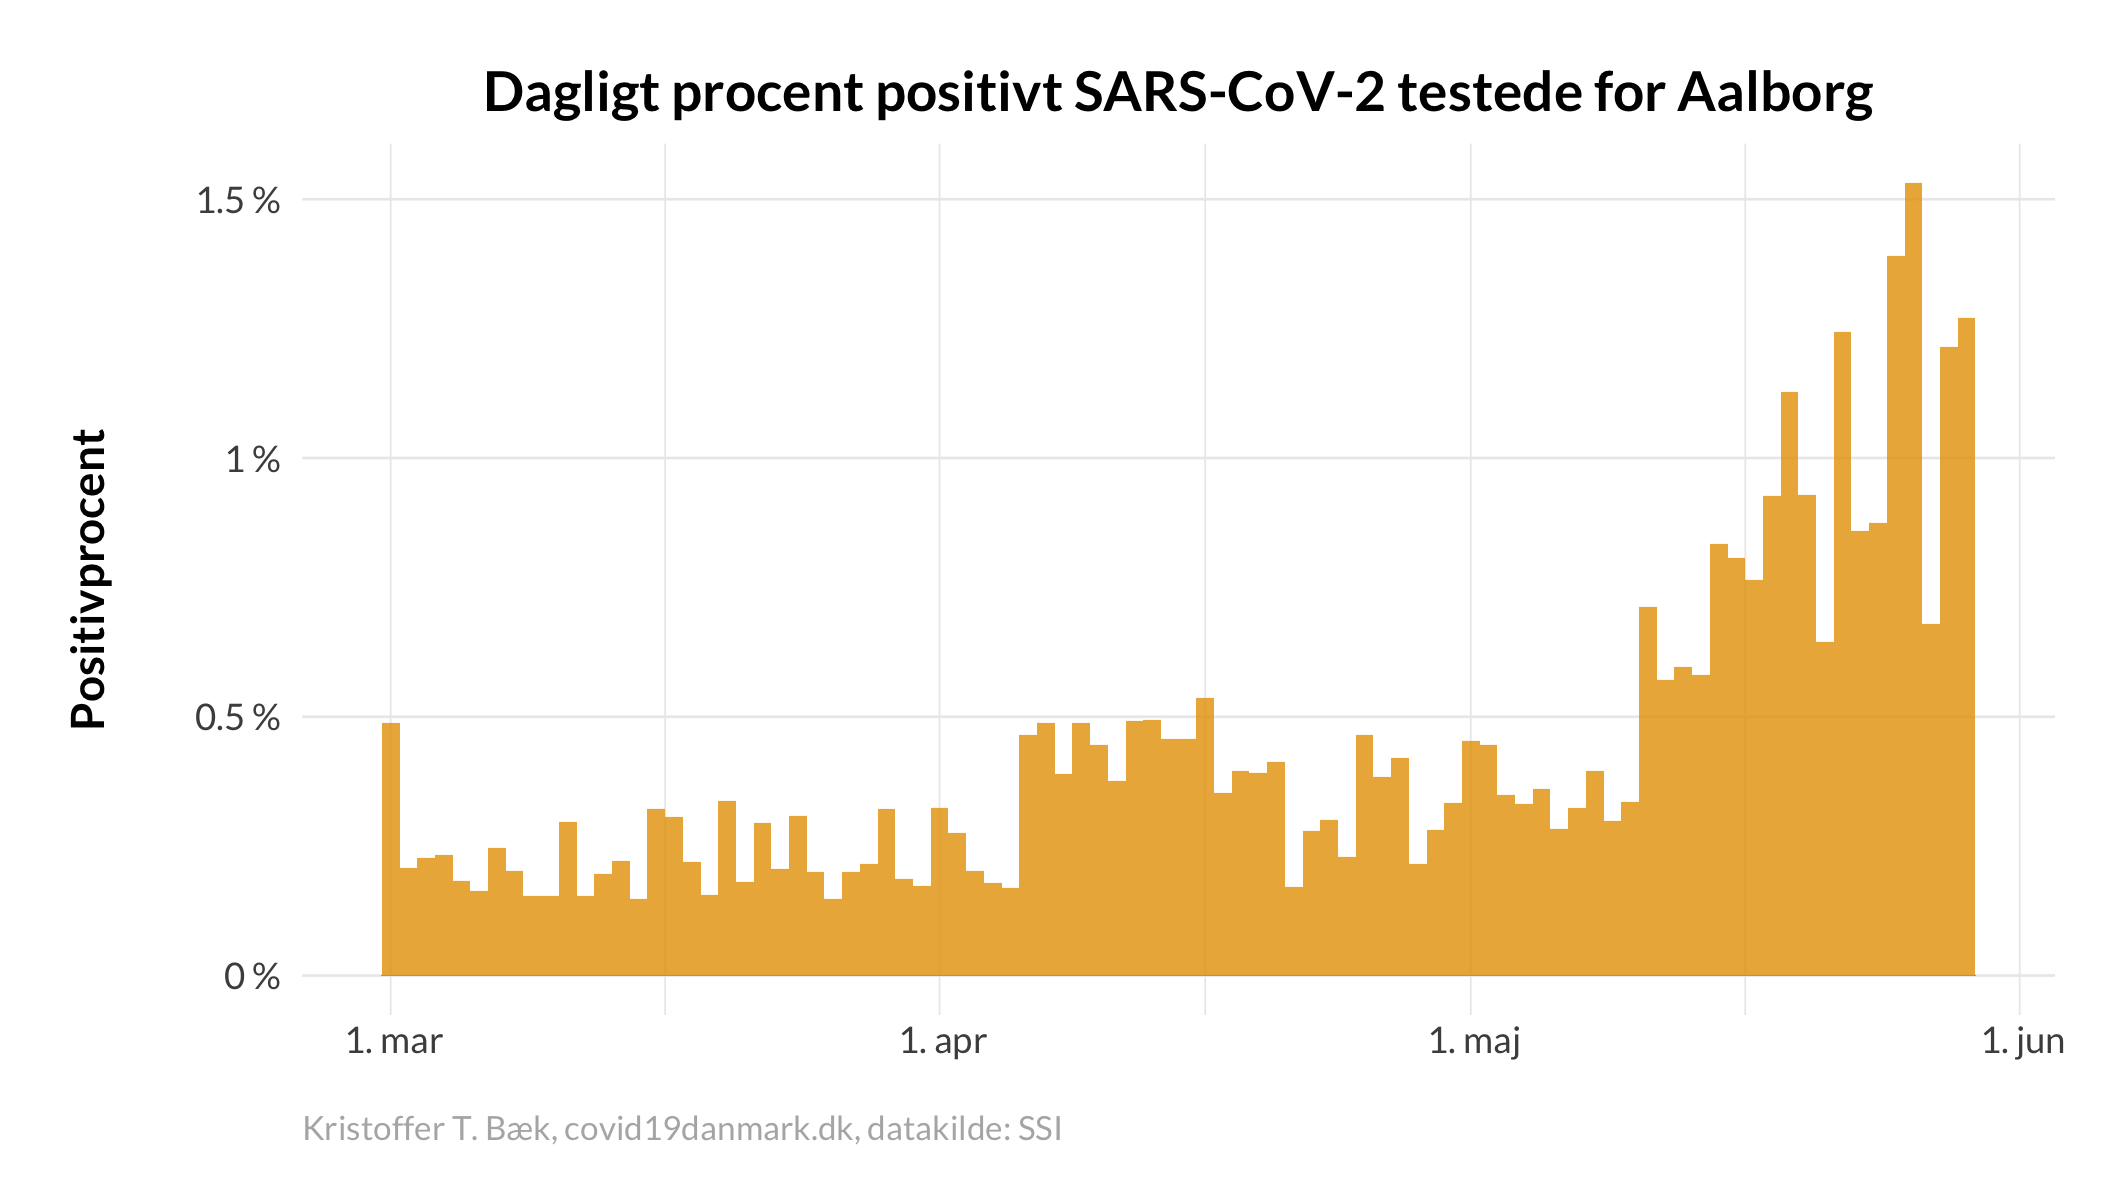 Dagligt procent positivt SARS-CoV-2 testede for Aalborg
Positivprocent
1.5 %
1 %
0.5 %
0 %
1. mar
1. apr
1. maj
1. jun
Kristoffer T. Bæk, covid19danmark.dk, datakilde: SSI